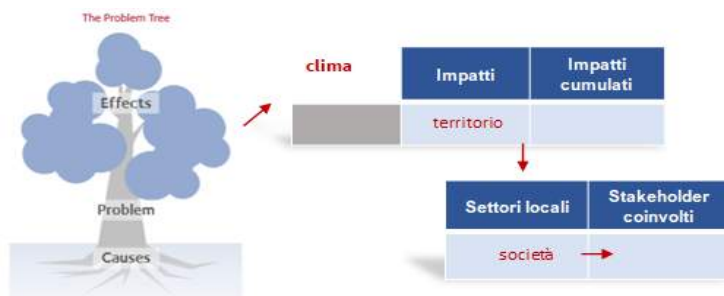 The Problem Tree
Effects
Problem
Causes
clima
Impatti
Impatti
cumulati
territorio
Settori locali
Stakeholder
coinvolti
società